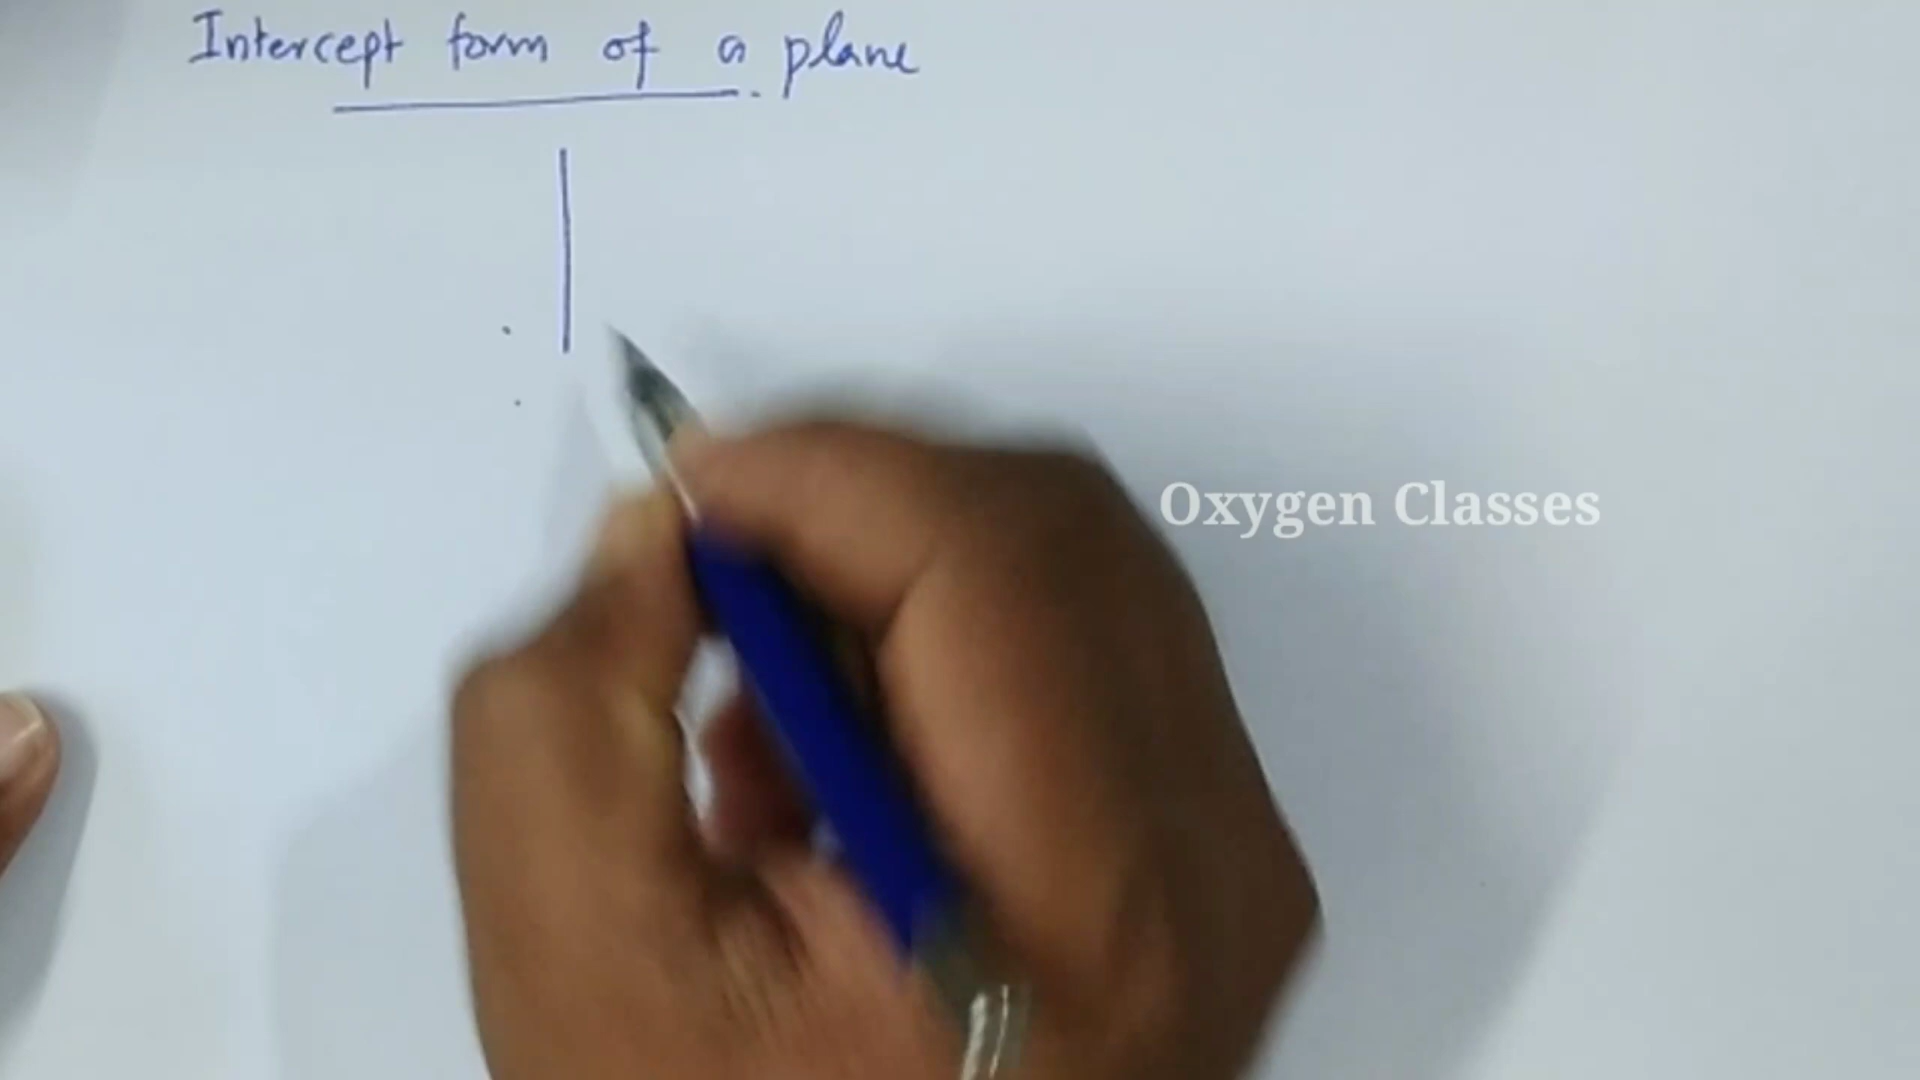 Intercept form of a plane
Oxygen Classes